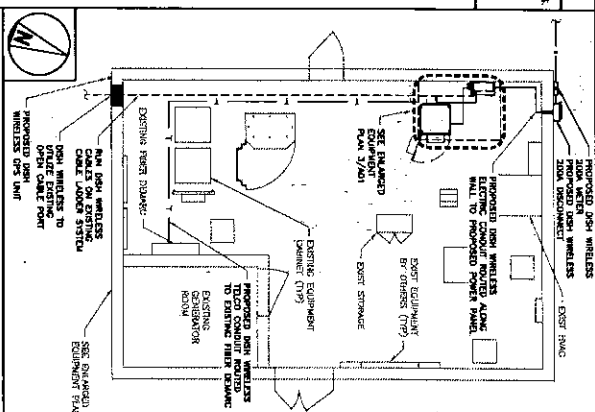 PROPOSED DISH WIRELESS
200A METER
PROPOSED DISH WIRELESS
200A DISCONNECT
EXIST HVAC
PROPOSED DISH WIRELESS
ELECTRIC CONDUIT ROUTED ALONG
WALL TO PROPOSED POWER PANEL
SEE ENLARGED
EQUIPMENT
PLAN 3/A01
EXIST EQUIPMENT
BY OTHERS (TYP)
EXIST STORAGE
EXISTING EQUIPMENT
CABINET (TYP)
PROPOSED DISH WIRELESS
TELCO CONDUIT ROUTED
TO EXISTING FIBER DEMARC
EXISTING FIBER DEMARC
EXISTING
GENERATOR
ROOM
RUN DISH WIRELESS
CABLES ON EXISTING
CABLE LADDER SYSTEM
DISH WIRELESS TO
UTILIZE EXISTING
OPEN CABLE PORT
PROPOSED DISH
WIRELESS GPS UNIT
SEE ENLARGED
EQUIPMENT PLAN
N